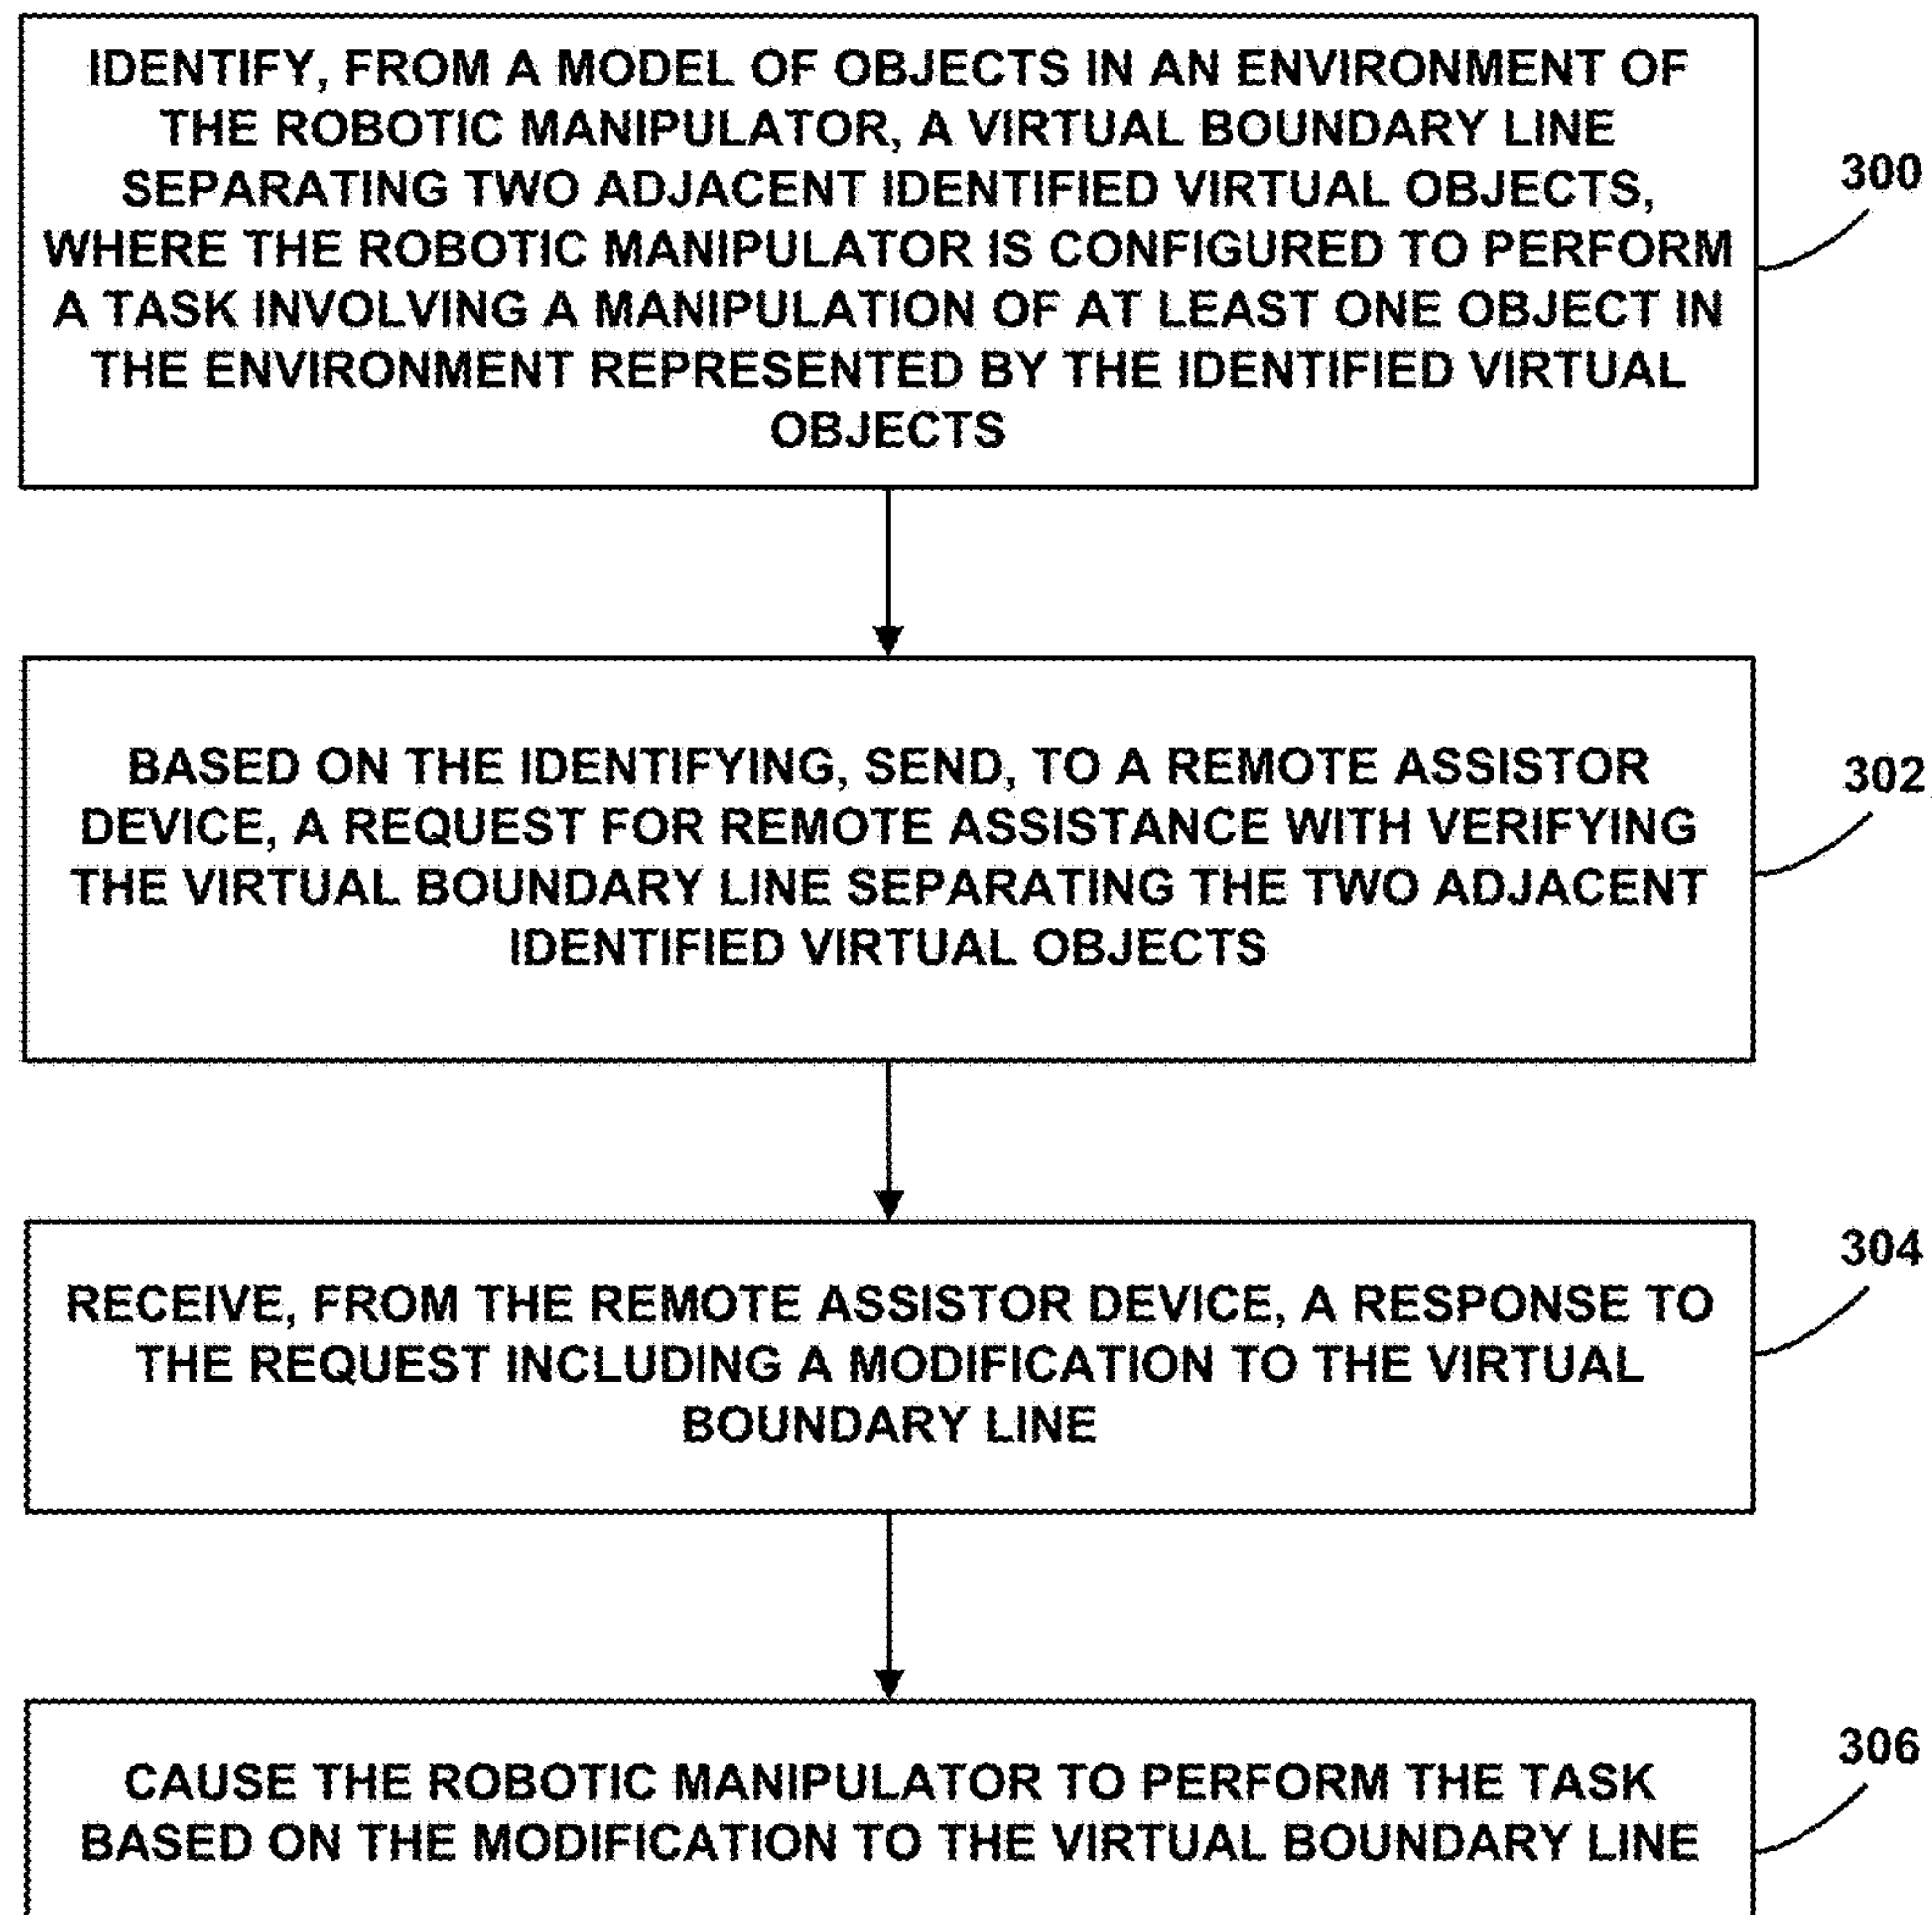 IDENTIFY, FROM A MODEL OF OBJECTS IN AN ENVIRONMENT OF
THE ROBOTIC MANIPULATOR, A VIRTUAL BOUNDARY LINE
SEPARATING TWO ADJACENT IDENTIFIED VIRTUAL OBJECTS,
WHERE THE ROBOTIC MANIPULATOR IS CONFIGURED TO PERFORM
A TASK INVOLVING A MANIPULATION OF AT LEAST ONE OBJECT IN
THE ENVIRONMENT REPRESENTED BY THE IDENTIFIED VIRTUAL
OBJECTS
300
BASED ON THE IDENTIFYING, SEND, TO A REMOTE ASSISTOR
DEVICE, A REQUEST FOR REMOTE ASSISTANCE WITH VERIFYING
THE VIRTUAL BOUNDARY LINE SEPARATING THE TWO ADJACENT
IDENTIFIED VIRTUAL OBJECTS
302
RECEIVE, FROM THE REMOTE ASSISTOR DEVICE, A RESPONSE TO
THE REQUEST INCLUDING A MODIFICATION TO THE VIRTUAL
BOUNDARY LINE
304
CAUSE THE ROBOTIC MANIPULATOR TO PERFORM THE TASK
BASED ON THE MODIFICATION TO THE VIRTUAL BOUNDARY LINE
306